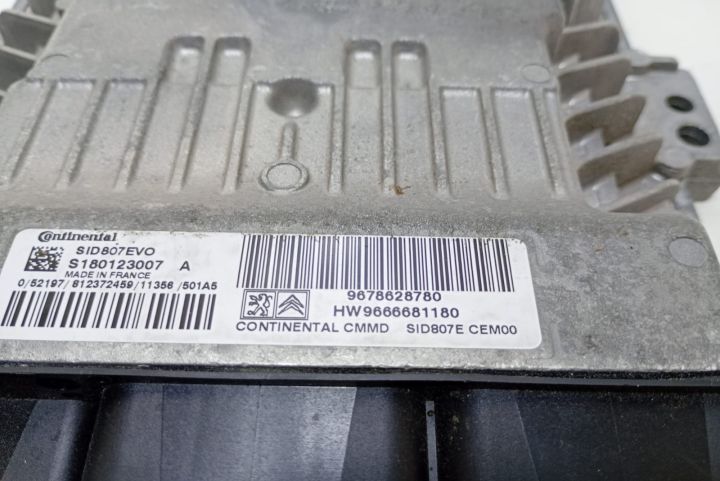 Continental
SID807EVO
S180123007 A
MADE IN FRANCE
0/52197/812372459/11356/501A5
9678628780
HW9666681180
CONTINENTAL CMMD SID807E CEM00